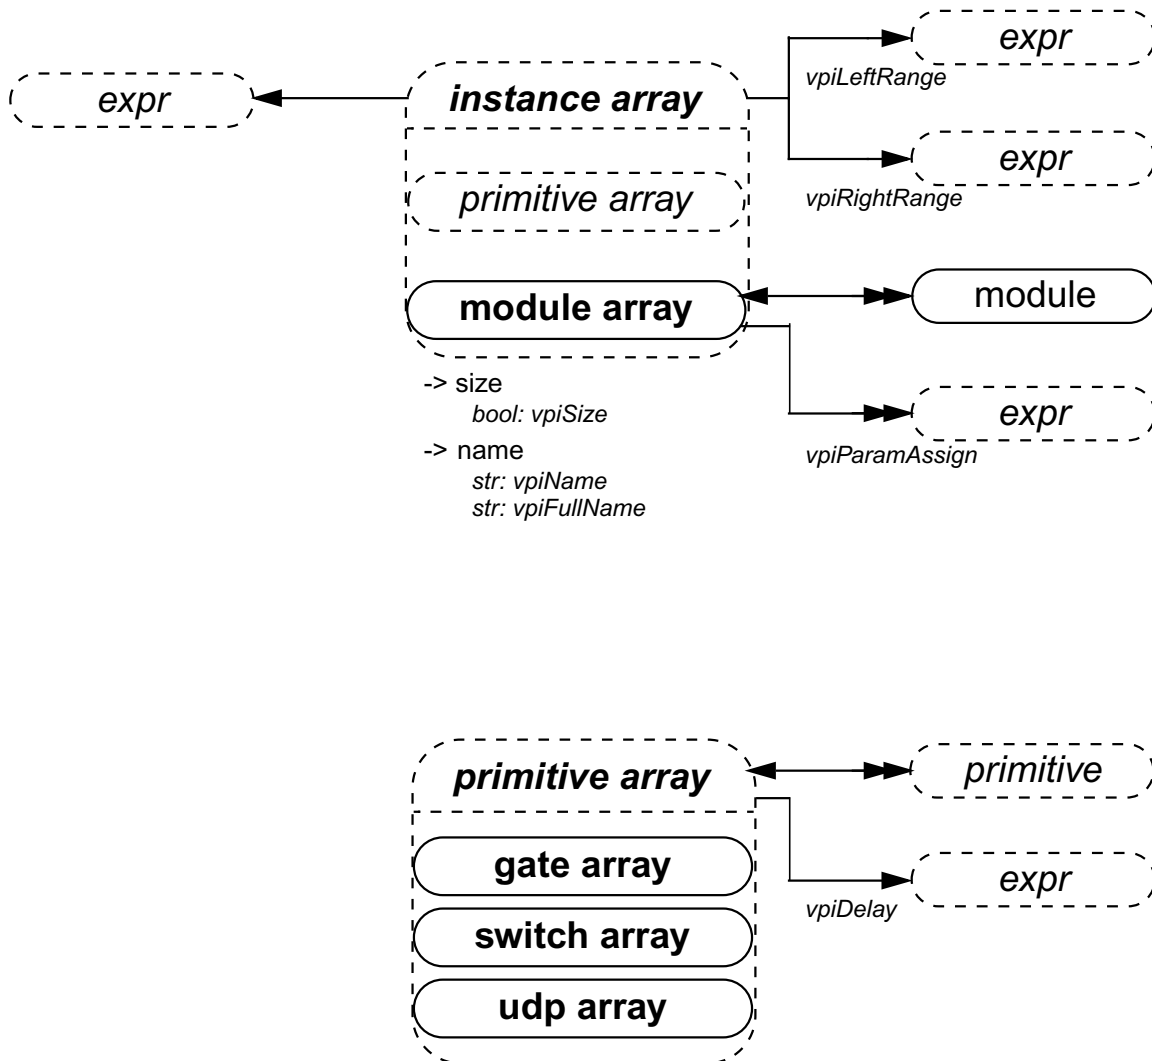 expr
instance array
expr
vpiLeftRange
expr
vpiRightRange
primitive array
module array
module
expr
vpiParamAssign
-> size
bool: vpiSize
-> name
str: vpiName
str: vpiFullName
primitive array
primitive
gate array
expr
vpiDelay
switch array
udp array